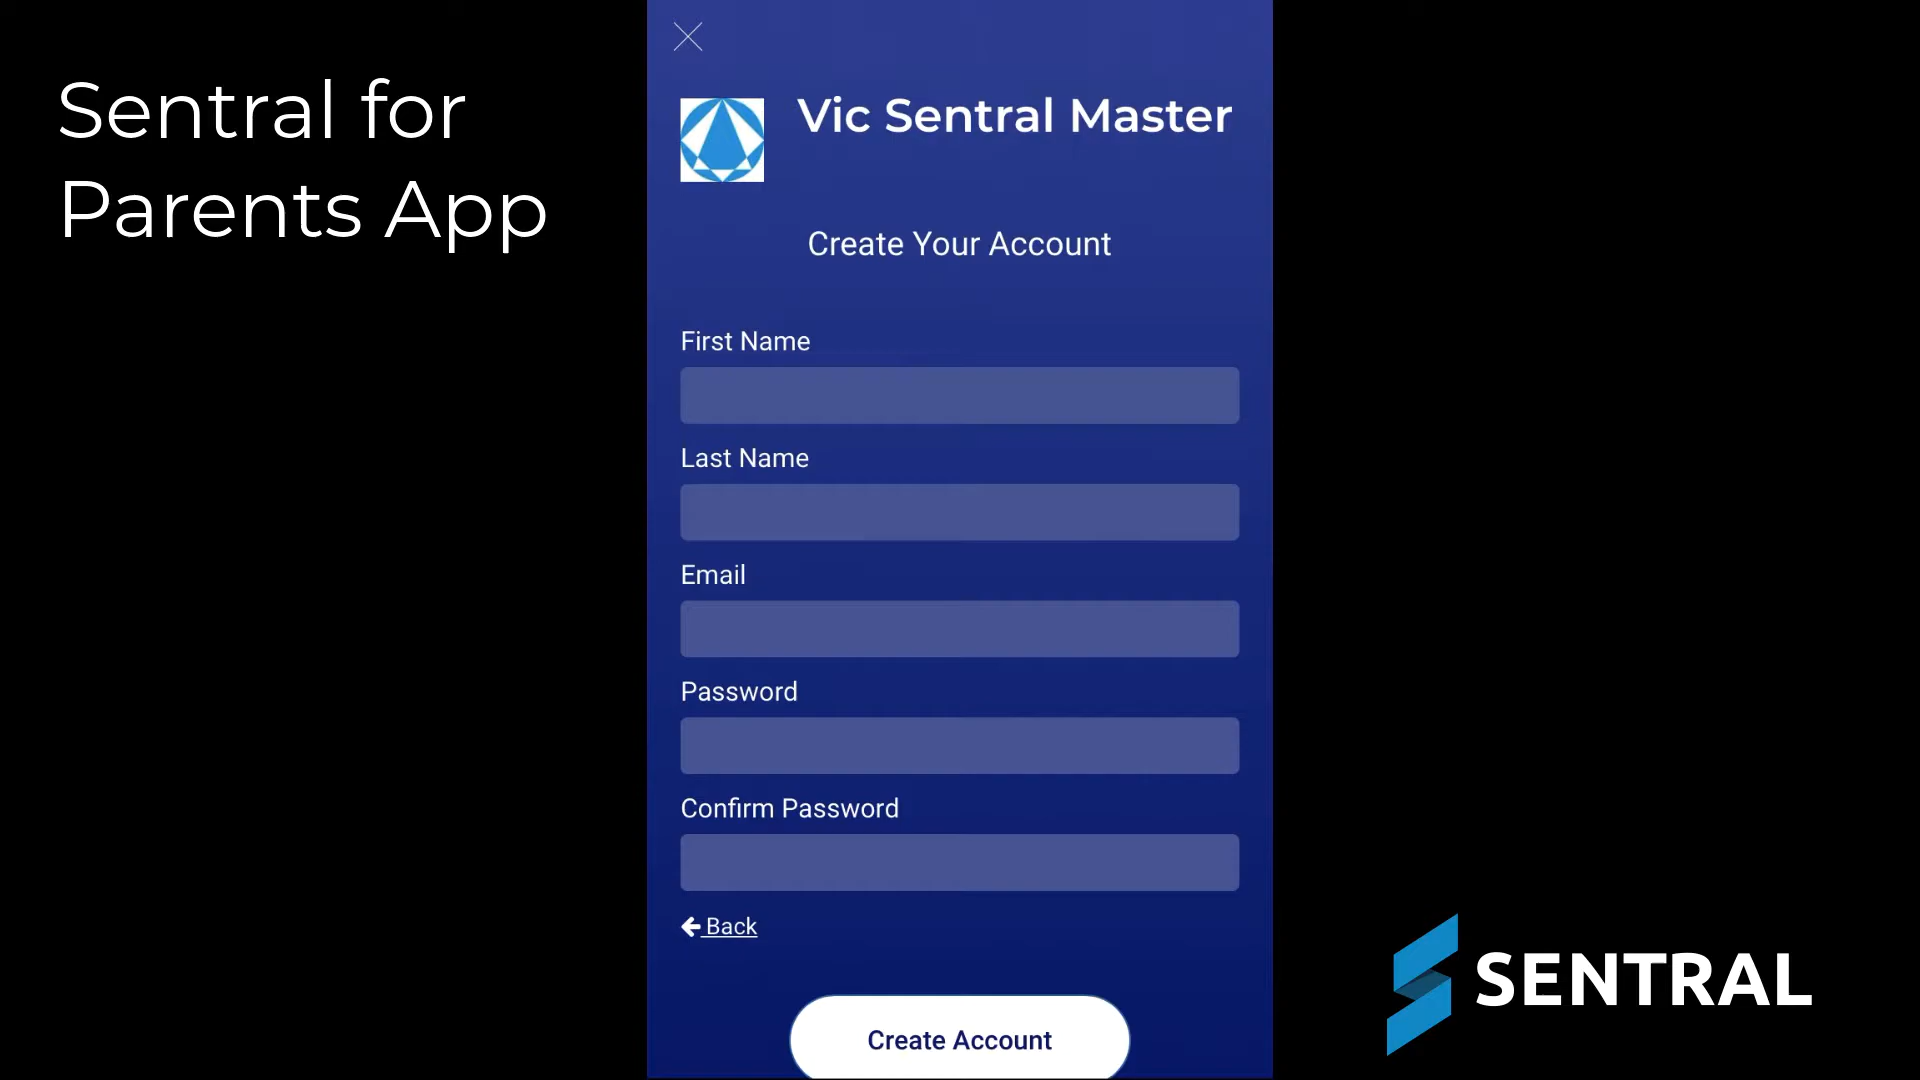 Sentral for
Parents App
Vic Sentral Master
Create Your Account
First Name
Last Name
Email
Password
Confirm Password
Back
Create Account
SENTRAL